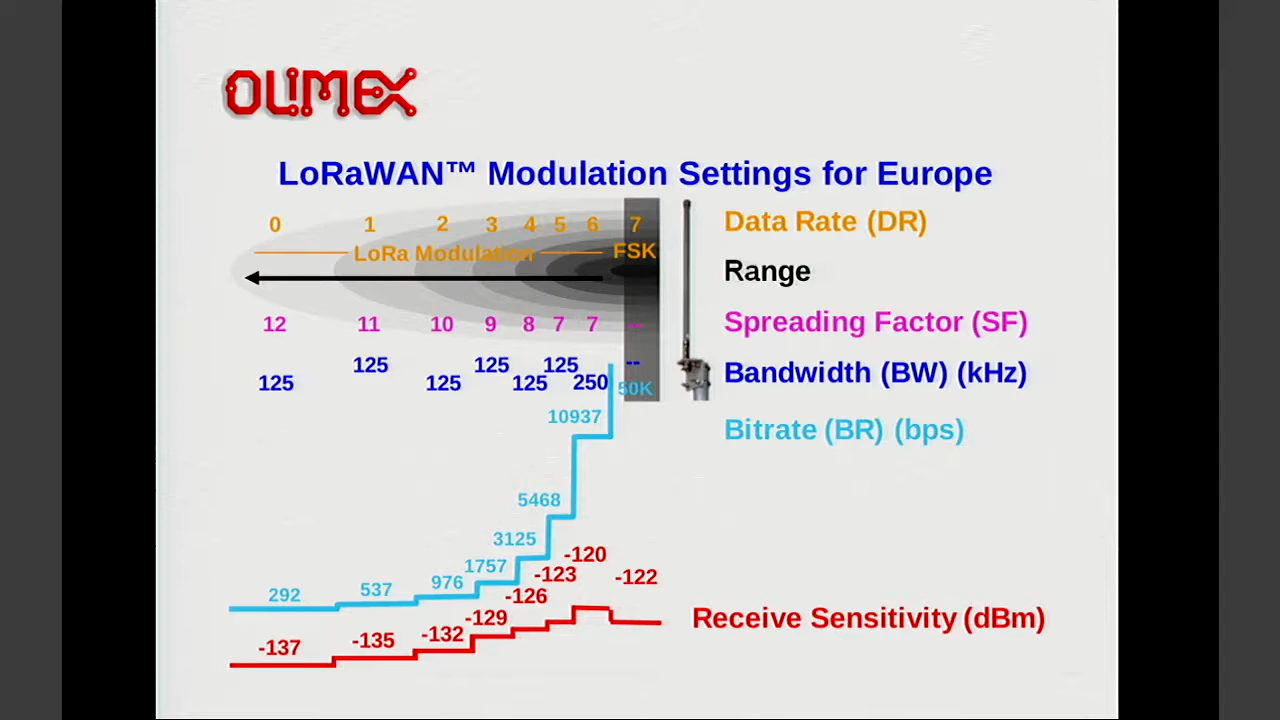 OLIMEX
LoRaWAN™ Modulation Settings for Europe
0 1 2 3 4 5 6 7 Data Rate (DR)
LoRa Modulation FSK
Range
12 11 10 9 8 7 7 -- Spreading Factor (SF)
125 125 125 125 125 125 250 -- Bandwidth (BW) (kHz)
50K
10937 Bitrate (BR) (bps)
5468
3125
1757
976
537
292
-120
-123 -122
-126
-129 Receive Sensitivity (dBm)
-132
-135
-137